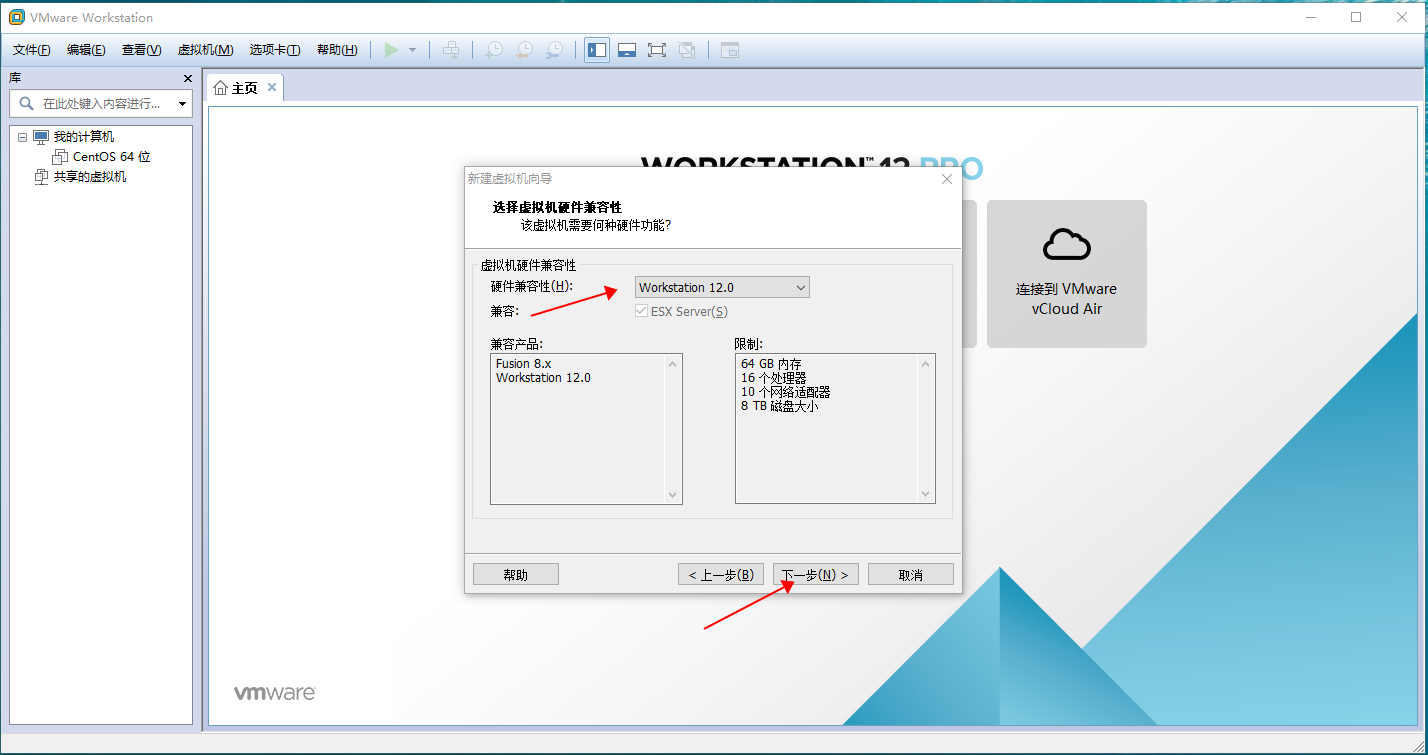 VMware Workstation
文件(F) 编辑(E) 查看(V) 虚拟机(M) 选项卡(T) 帮助(H)
库
主页
在此处键入内容进行...
我的计算机
CentOS 64 位
共享的虚拟机
WORKSTATION™ 12 PRO
新建虚拟机向导
选择虚拟机硬件兼容性
该虚拟机需要何种硬件功能?
虚拟机硬件兼容性
硬件兼容性(H): Workstation 12.0
兼容: ESX Server(S)
兼容产品:
Fusion 8.x
Workstation 12.0
限制:
64 GB 内存
16 个处理器
10 个网络适配器
8 TB 磁盘大小
帮助 < 上一步(B) 下一步(N) > 取消
连接到 VMware
vCloud Air
vmware